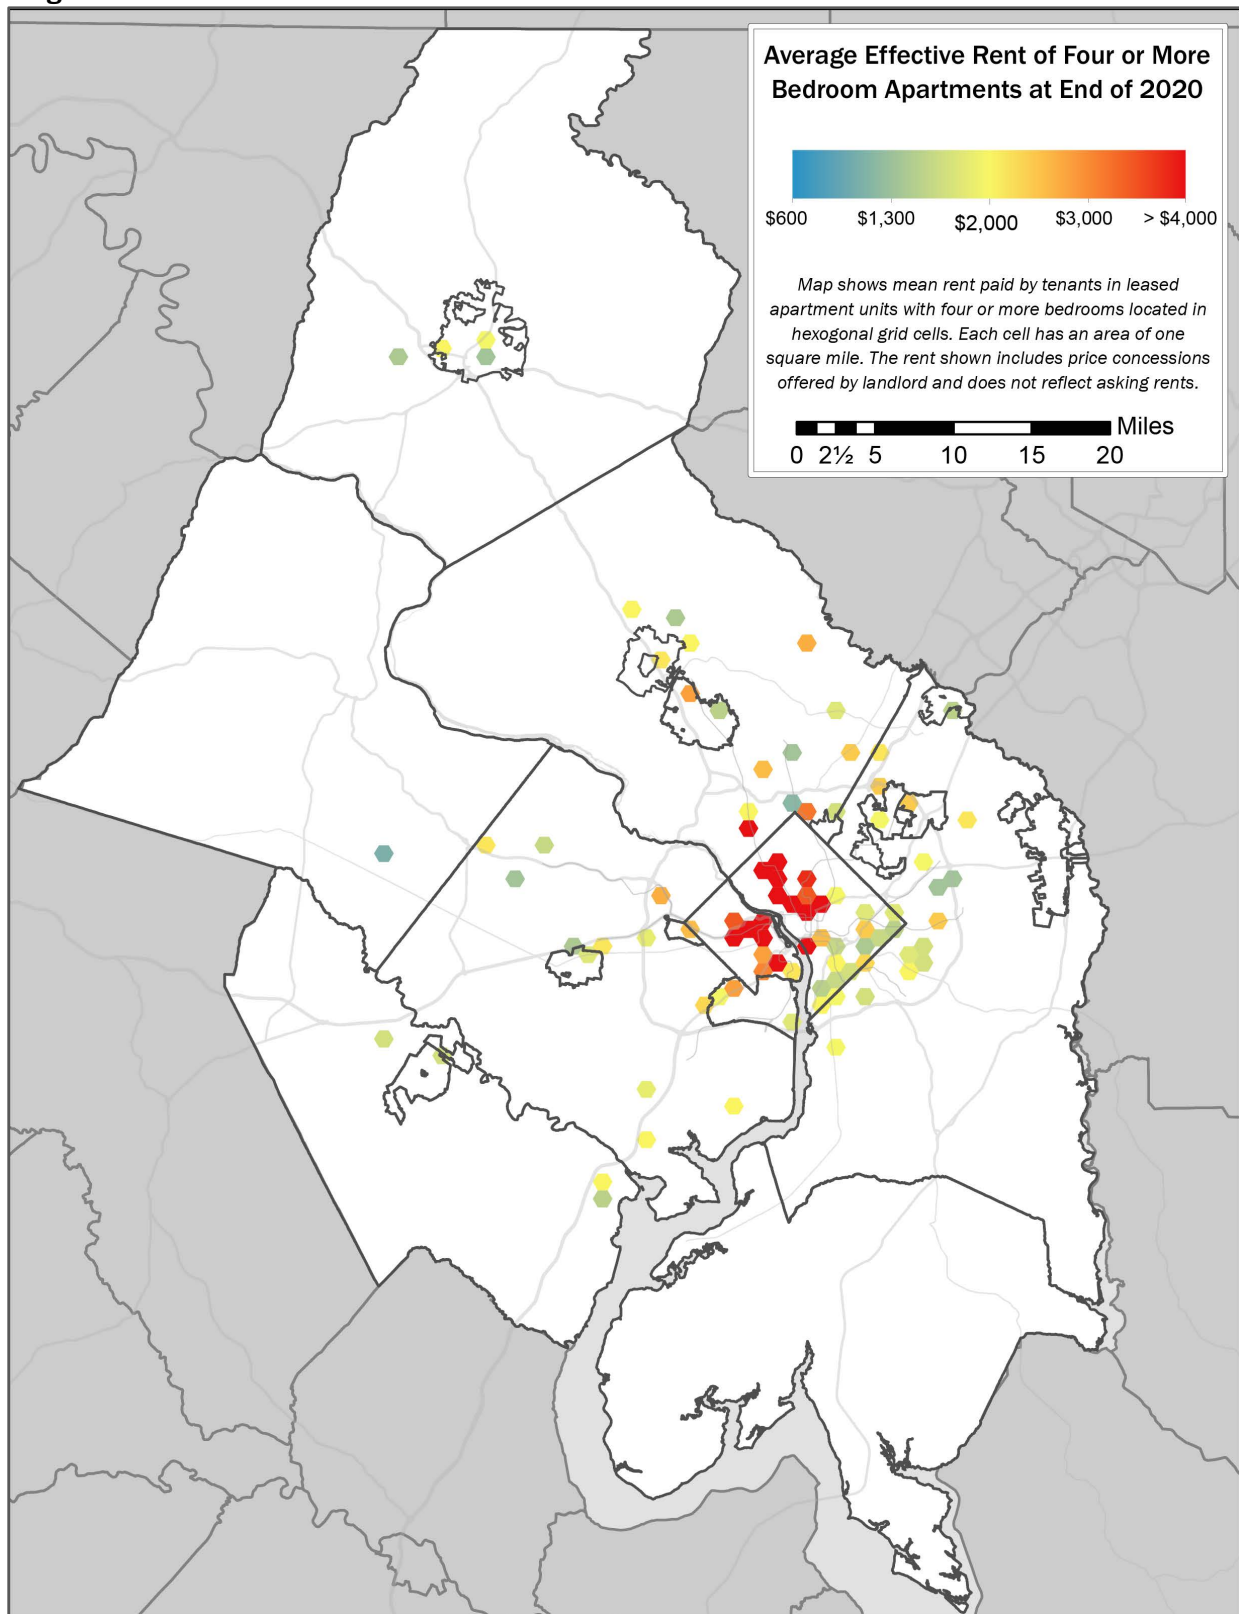 Average Effective Rent of Four or More
Bedroom Apartments at End of 2020
$600 $1,300 $2,000 $3,000 > $4,000
Map shows mean rent paid by tenants in leased
apartment units with four or more bedrooms located in
hexogonal grid cells. Each cell has an area of one
square mile. The rent shown includes price concessions
offered by landlord and does not reflect asking rents.
Miles
0 2½ 5 10 15 20